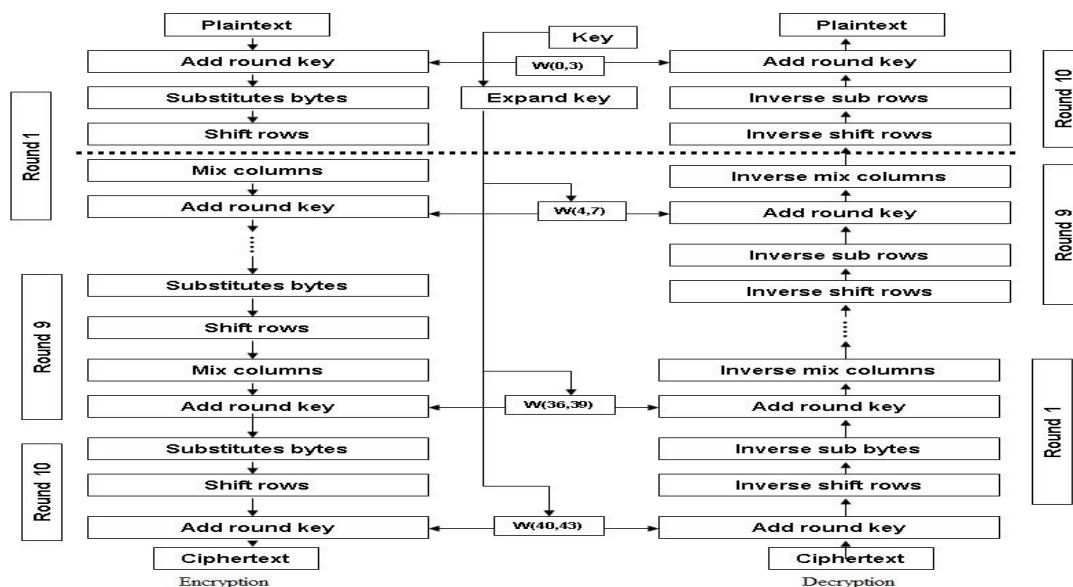 Plaintext
Add round key
Substitutes bytes
Shift rows
Mix columns
Add round key
Substitutes bytes
Shift rows
Mix columns
Add round key
Substitutes bytes
Shift rows
Add round key
Ciphertext
Encryption
Round 1
Round 9
Round 10
Key
W(0,3)
Expand key
W(4,7)
W(36,39)
W(40,43)
Plaintext
Add round key
Inverse sub rows
Inverse shift rows
Inverse mix columns
Add round key
Inverse sub rows
Inverse shift rows
Inverse mix columns
Add round key
Inverse sub bytes
Inverse shift rows
Add round key
Ciphertext
Decryption
Round 10
Round 9
Round 1